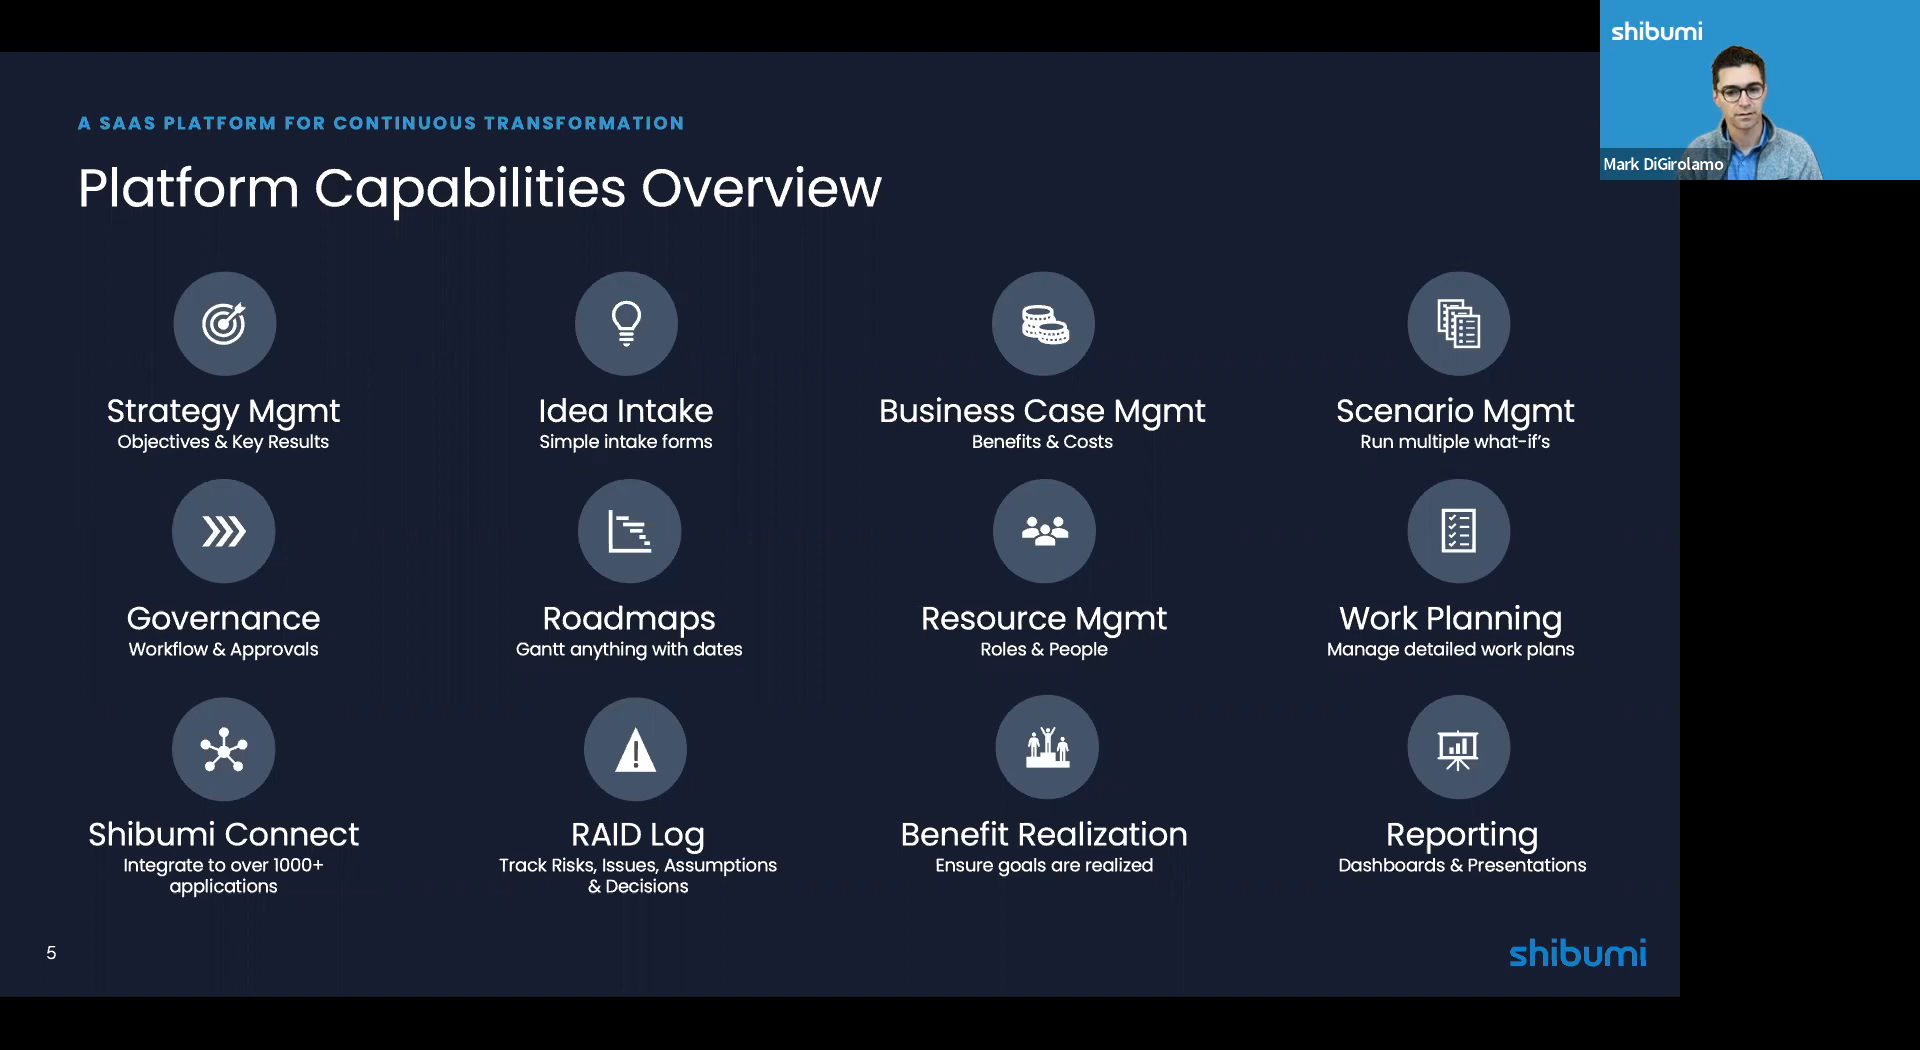 shibumi
Mark DiGirolamo
A SAAS PLATFORM FOR CONTINUOUS TRANSFORMATION
Platform Capabilities Overview
Strategy Mgmt
Objectives & Key Results
Idea Intake
Simple intake forms
Business Case Mgmt
Benefits & Costs
Scenario Mgmt
Run multiple what-if's
Governance
Workflow & Approvals
Roadmaps
Gantt anything with dates
Resource Mgmt
Roles & People
Work Planning
Manage detailed work plans
Shibumi Connect
Integrate to over 1000+
applications
RAID Log
Track Risks, Issues, Assumptions
& Decisions
Benefit Realization
Ensure goals are realized
Reporting
Dashboards & Presentations
5
shibumi